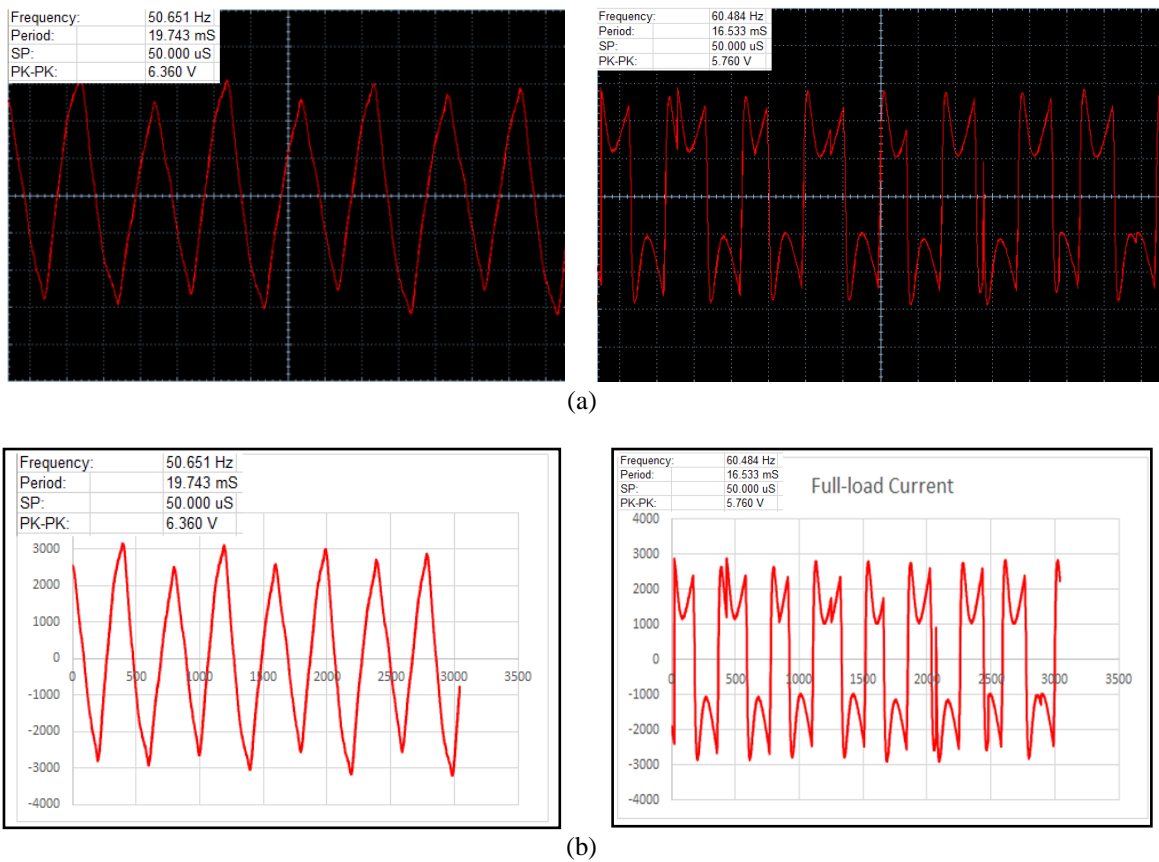 Frequency: 50.651 Hz
Period: 19.743 mS
SP: 50.000 uS
PK-PK: 6.360 V
Frequency: 60.484 Hz
Period: 16.533 mS
SP: 50.000 uS
PK-PK: 5.760 V
(a)
Frequency: 50.651 Hz
Period: 19.743 mS
SP: 50.000 uS
PK-PK: 6.360 V
3000
2000
1000
0
-1000
-2000
-3000
-4000
0 500 1000 1500 2000 2500 3000 3500
Frequency: 60.484 Hz
Period: 16.533 mS
SP: 50.000 uS
PK-PK: 5.760 V
Full-load Current
4000
3000
2000
1000
0
-1000
-2000
-3000
-4000
0 500 1000 1500 2000 2500 3000 3500
(b)